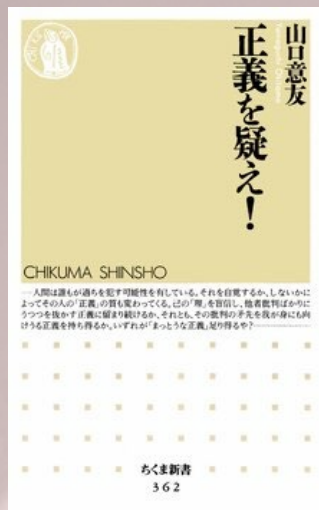 山口意友
正義を疑え!
CHIKUMA SHINSHO
人間は誰もが過ちを犯す可能性を有している。それを自覚するか、しないかに
よってその人の「正義」の質も変わってくる。己の「理」を盲信し、他者批判ばかりに
うつつを抜かす正義に留まり続けるか、それとも、その批判の矛先を我が身にも向
けうる正義を持ち得るか。いずれが「まっとうな正義」足り得るや?
ちくま新書
362